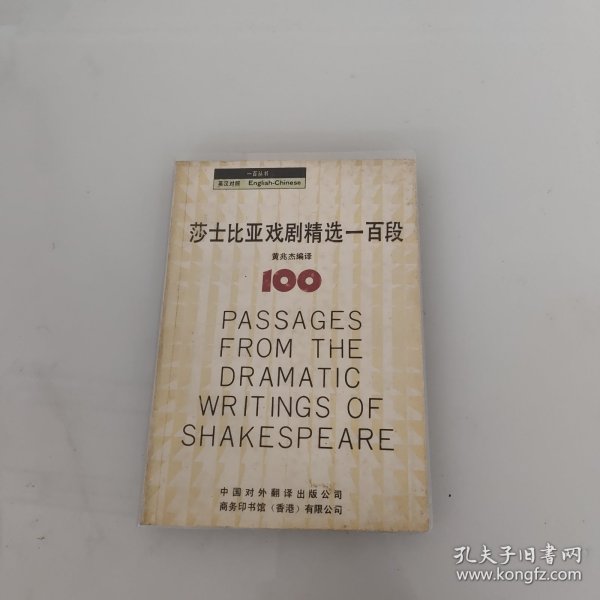 一百丛书
英汉对照 English-Chinese
莎士比亚戏剧精选一百段
黄兆杰编译
100
PASSAGES
FROM THE
DRAMATIC
WRITINGS OF
SHAKESPEARE
中国对外翻译出版公司
商务印书馆（香港）有限公司
孔夫子旧书网
www.kongfz.com